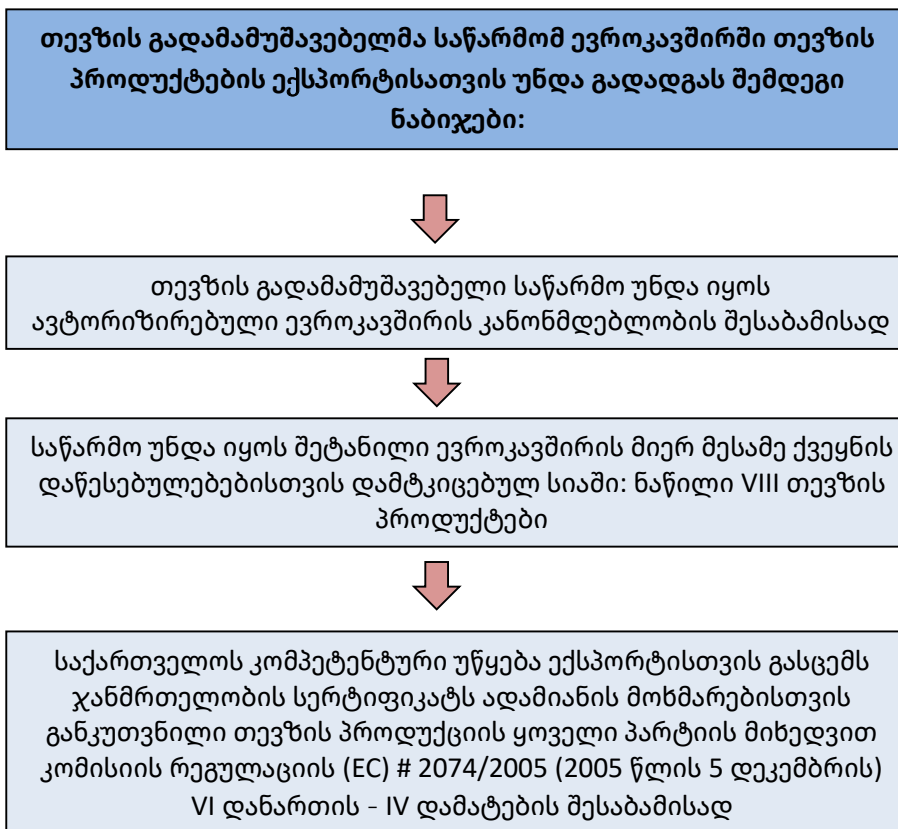 თევზის გადამამუშავებელმა საწარმომ ევროკავშირში თევზის
პროდუქტების ექსპორტისათვის უნდა გადადგას შემდეგი
ნაბიჯები:
თევზის გადამამუშავებელი საწარმო უნდა იყოს
ავტორიზირებული ევროკავშირის კანონმდებლობის შესაბამისად
საწარმო უნდა იყოს შეტანილი ევროკავშირის მიერ მესამე ქვეყნის
დაწესებულებებისთვის დამტკიცებულ სიაში: ნაწილი VIII თევზის
პროდუქტები
საქართველოს კომპეტენტური უწყება ექსპორტისთვის გასცემს
ჯანმრთელობის სერტიფიკატს ადამიანის მოხმარებისთვის
განკუთვნილი თევზის პროდუქციის ყოველი პარტიის მიხედვით
კომისიის რეგულაციის (EC) # 2074/2005 (2005 წლის 5 დეკემბრის)
VI დანართის - IV დამატების შესაბამისად